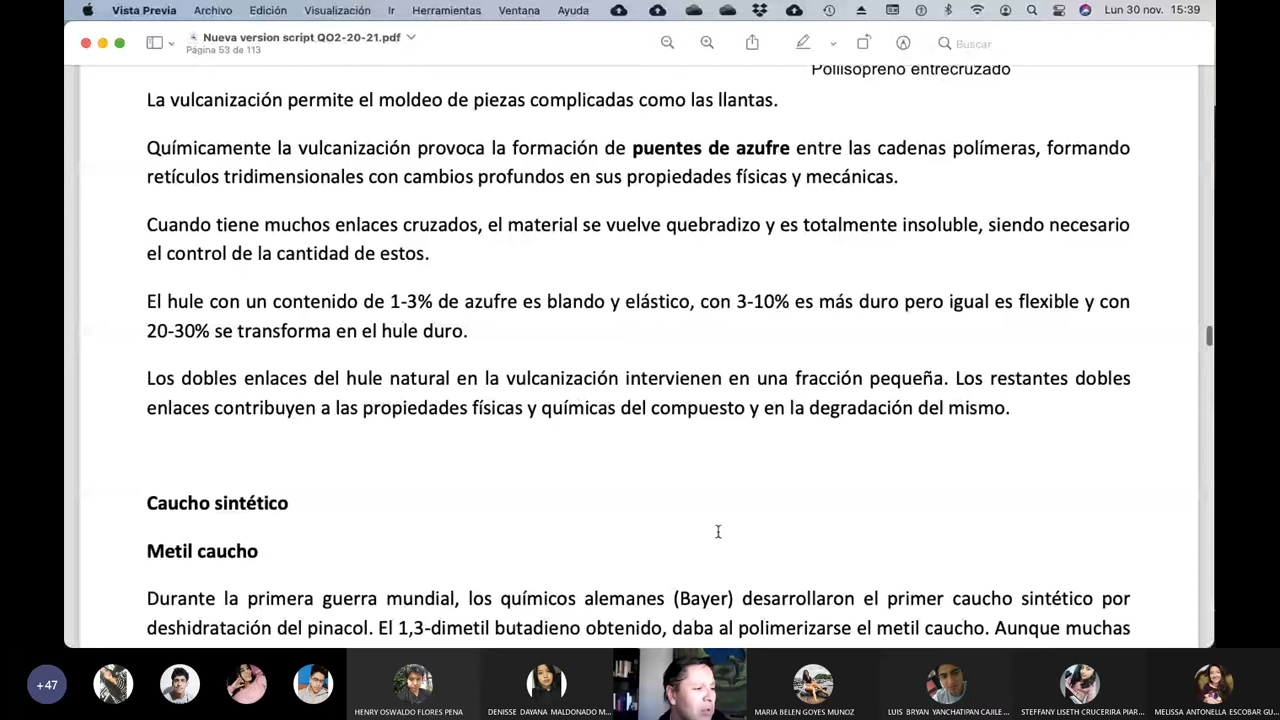 Vista Previa Archivo Edición Visualización Ir Herramientas Ventana Ayuda Lun 30 nov. 15:39
Nueva version script QO2-20-21.pdf
Página 53 de 113
Buscar
Poliisopreno entrecruzado
La vulcanización permite el moldeo de piezas complicadas como las llantas.
Químicamente la vulcanización provoca la formación de puentes de azufre entre las cadenas polímeras, formando
retículos tridimensionales con cambios profundos en sus propiedades físicas y mecánicas.
Cuando tiene muchos enlaces cruzados, el material se vuelve quebradizo y es totalmente insoluble, siendo necesario
el control de la cantidad de estos.
El hule con un contenido de 1-3% de azufre es blando y elástico, con 3-10% es más duro pero igual es flexible y con
20-30% se transforma en el hule duro.
Los dobles enlaces del hule natural en la vulcanización intervienen en una fracción pequeña. Los restantes dobles
enlaces contribuyen a las propiedades físicas y químicas del compuesto y en la degradación del mismo.
Caucho sintético
Metil caucho
Durante la primera guerra mundial, los químicos alemanes (Bayer) desarrollaron el primer caucho sintético por
deshidratación del pinacol. El 1,3-dimetil butadieno obtenido, daba al polimerizarse el metil caucho. Aunque muchas
+47
HENRY OSWALDO FLORES PENA
DENISSE DAYANA MALDONADO M...
MARIA BELEN GOYES MUNOZ
LUIS BRYAN YANCHATIPAN CAJILE...
STEFFANY LISETH CRUCERIRA PIAR...
MELISSA ANTONELLA ESCOBAR GU...